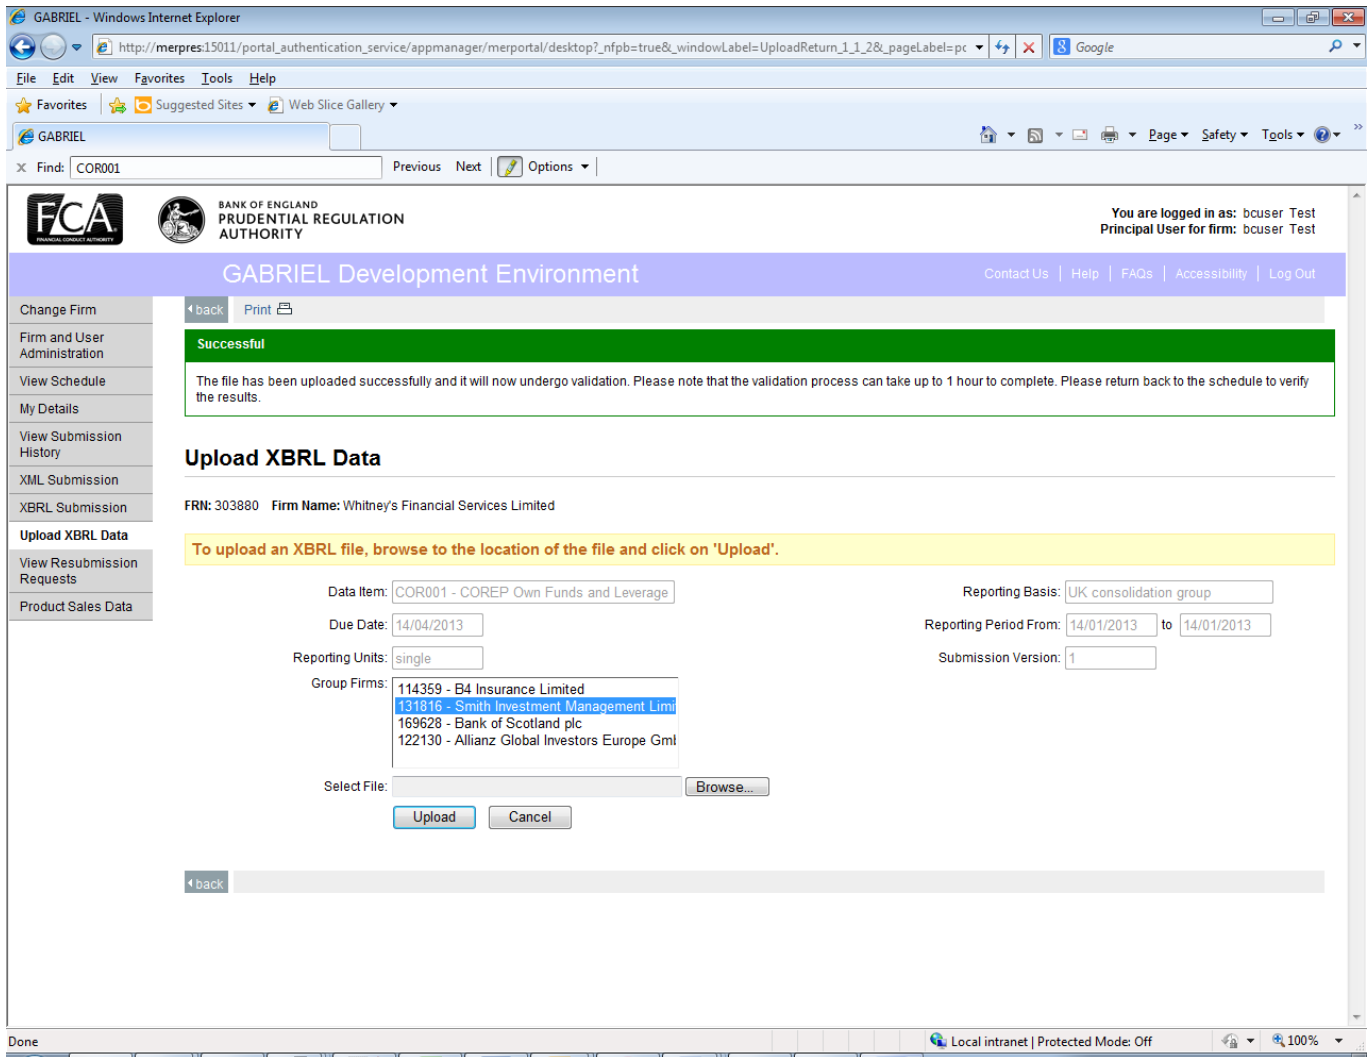 GABRIEL - Windows Internet Explorer
http://merpres:15011/portal_authentication_service/appmanager/merportal/desktop?_nfpb=true&_windowLabel=UploadReturn_1_1_2&_pageLabel=pc
Google
File Edit View Favorites Tools Help
Favorites Suggested Sites Web Slice Gallery
GABRIEL
Page Safety Tools
x Find: COR001 Previous Next Options
FCA
FINANCIAL CONDUCT AUTHORITY
BANK OF ENGLAND
PRUDENTIAL REGULATION
AUTHORITY
You are logged in as: bcuser Test
Principal User for firm: bcuser Test
GABRIEL Development Environment
Contact Us | Help | FAQs | Accessibility | Log Out
Change Firm
Firm and User
Administration
View Schedule
My Details
View Submission
History
XML Submission
XBRL Submission
Upload XBRL Data
View Resubmission
Requests
Product Sales Data
back Print
Successful
The file has been uploaded successfully and it will now undergo validation. Please note that the validation process can take up to 1 hour to complete. Please return back to the schedule to verify
the results.
Upload XBRL Data
FRN: 303880 Firm Name: Whitney's Financial Services Limited
To upload an XBRL file, browse to the location of the file and click on 'Upload'.
Data Item: COR001 - COREP Own Funds and Leverage
Reporting Basis: UK consolidation group
Due Date: 14/04/2013
Reporting Period From: 14/01/2013 to 14/01/2013
Reporting Units: single
Submission Version: 1
Group Firms:
114359 - B4 Insurance Limited
131816 - Smith Investment Management Limi
169628 - Bank of Scotland plc
122130 - Allianz Global Investors Europe Gml
Select File: Browse...
Upload Cancel
back
Done
Local intranet | Protected Mode: Off
100%